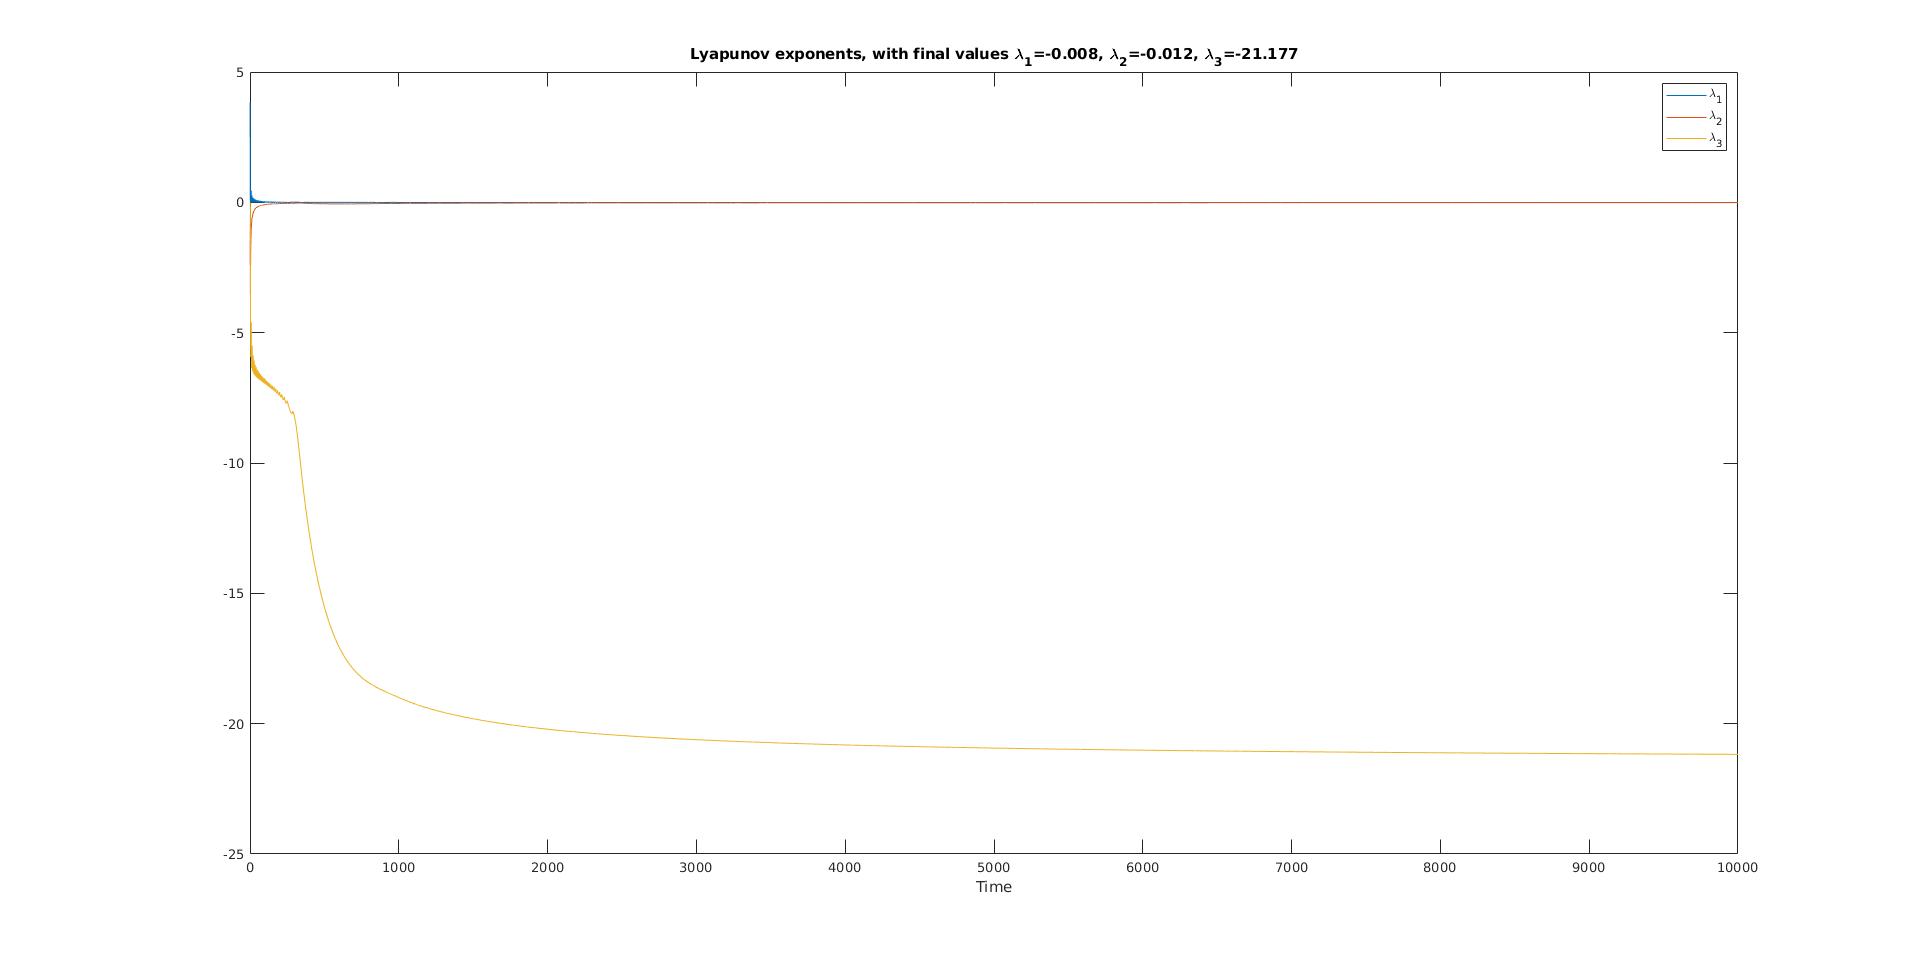 Lyapunov exponents, with final values λ1=-0.008, λ2=-0.012, λ3=-21.177
5
0
-5
-10
-15
-20
-25
λ1
λ2
λ3
0 1000 2000 3000 4000 5000 6000 7000 8000 9000 10000
Time